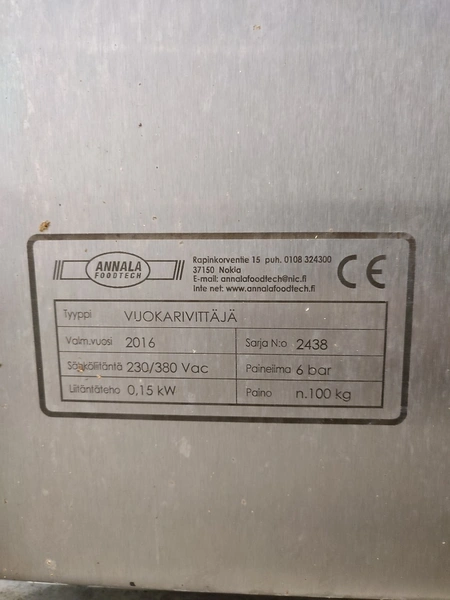 ANNALA
FOODTECH
Rapinkorventie 15 puh. 0108 324300
37150 Nokia
E-mail: annalafoodtech@nic.fi
Inte net: www.annalafoodtech.fi
CE
Tyyppi VUOKARIVITTÄJÄ
Valm.vuosi 2016 Sarja N:o 2438
Sähköliitäntä 230/380 Vac Paineilma 6 bar
Liitäntäteho 0,15 kW Paino n.100 kg